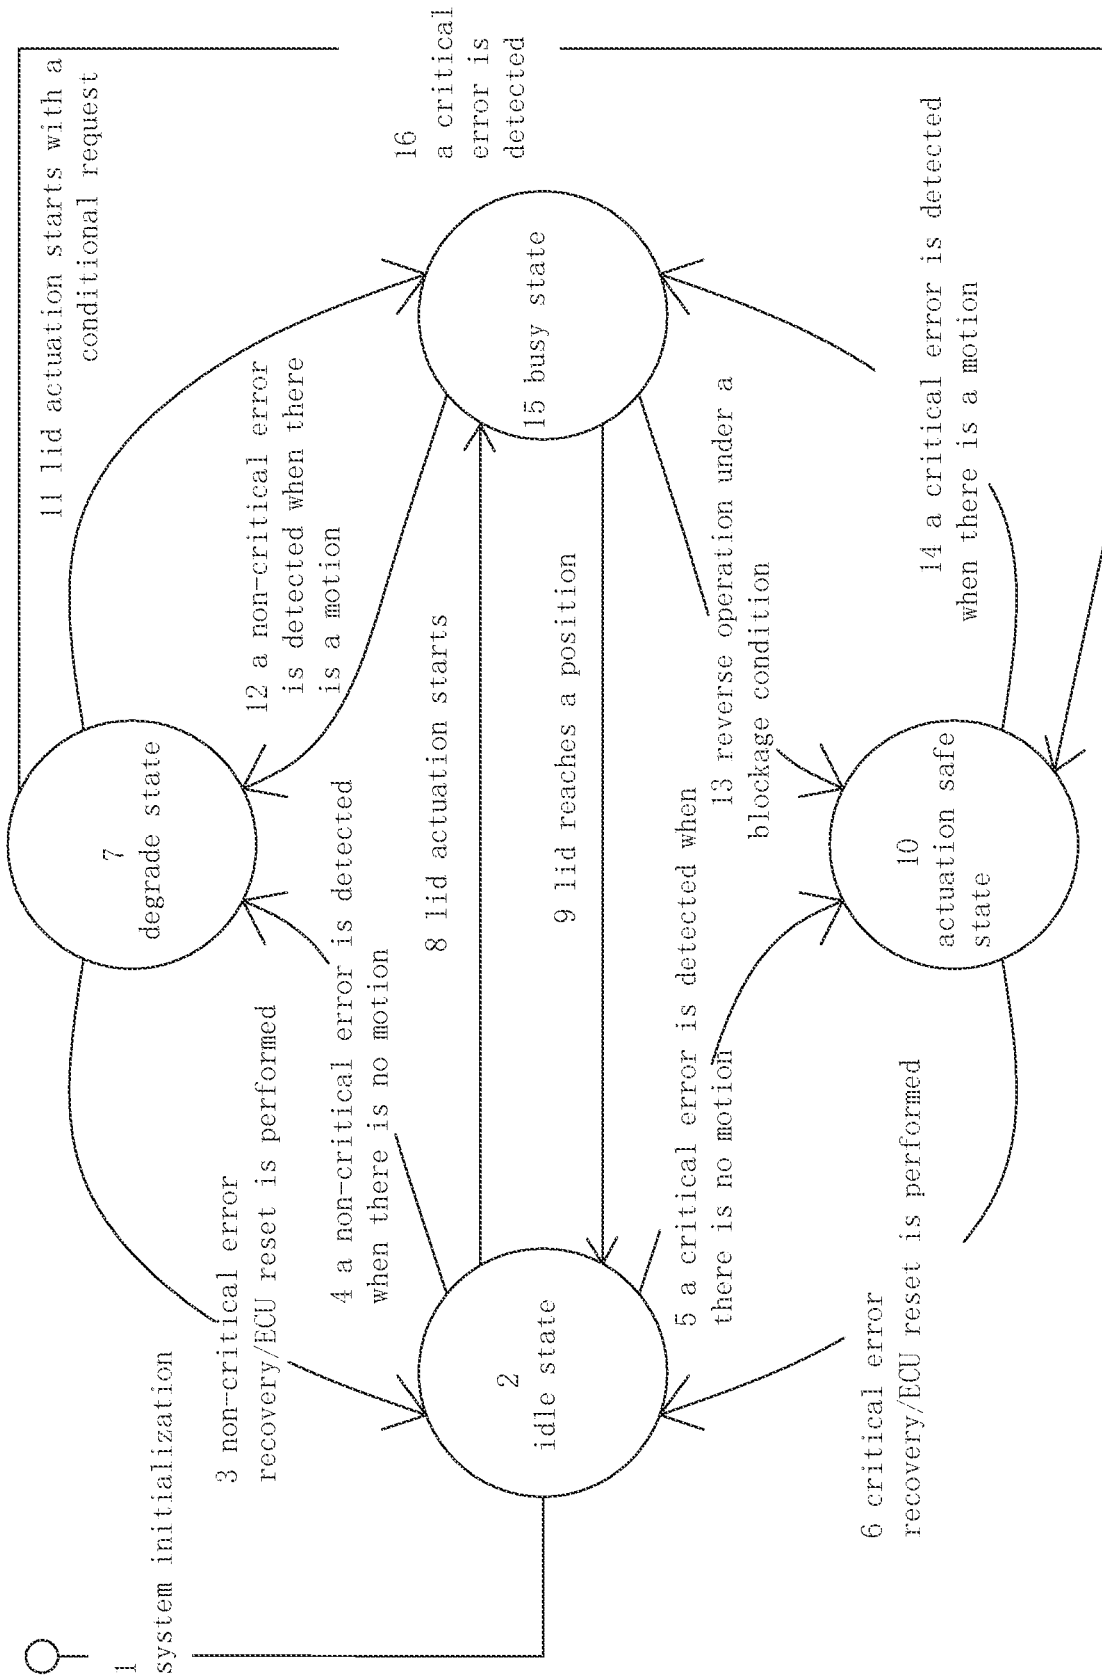 1
system initialization
2
idle state
3 non-critical error
recovery/ECU reset is performed
4 a non-critical error is detected
when there is no motion
5 a critical error is detected when
there is no motion
6 critical error
recovery/ECU reset is performed
7
degrade state
8 lid actuation starts
9 lid reaches a position
10
actuation safe
state
11 lid actuation starts with a
conditional request
12 a non-critical error
is detected when there
is a motion
13 reverse operation under a
blockage condition
14 a critical error is detected
when there is a motion
15 busy state
16
a critical
error is
detected